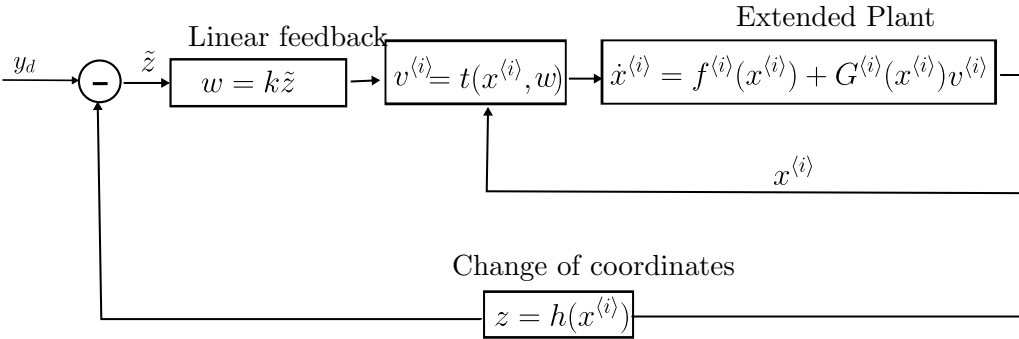 Extended Plant
Linear feedback
y_d
-
z̃
w = kz̃
v^⟨i⟩ = t(x^⟨i⟩, w)
ẋ^⟨i⟩ = f^⟨i⟩(x^⟨i⟩) + G^⟨i⟩(x^⟨i⟩)v^⟨i⟩
x^⟨i⟩
Change of coordinates
z = h(x^⟨i⟩)